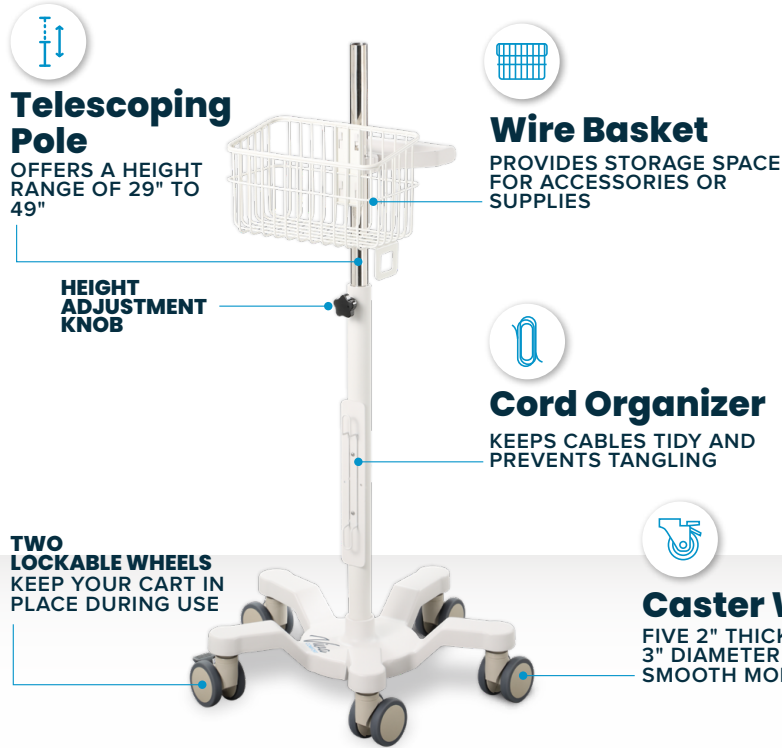 Telescoping
Pole
OFFERS A HEIGHT
RANGE OF 29" TO
49"
Wire Basket
PROVIDES STORAGE SPACE
FOR ACCESSORIES OR
SUPPLIES
HEIGHT
ADJUSTMENT
KNOB
Cord Organizer
KEEPS CABLES TIDY AND
PREVENTS TANGLING
TWO
LOCKABLE WHEELS
KEEP YOUR CART IN
PLACE DURING USE
Caster
FIVE 2" THICK
3" DIAMETER
SMOOTH